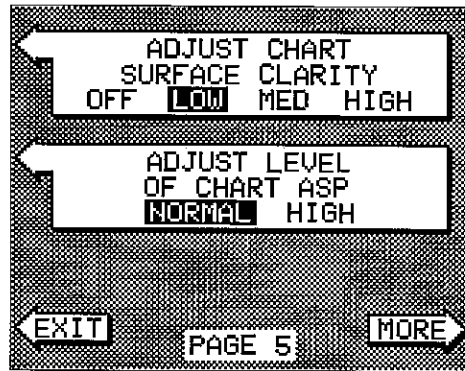 ADJUST CHART
SURFACE CLARITY
OFF LOW MED HIGH
ADJUST LEVEL
OF CHART ASP
NORMAL HIGH
EXIT
PAGE 5
MORE